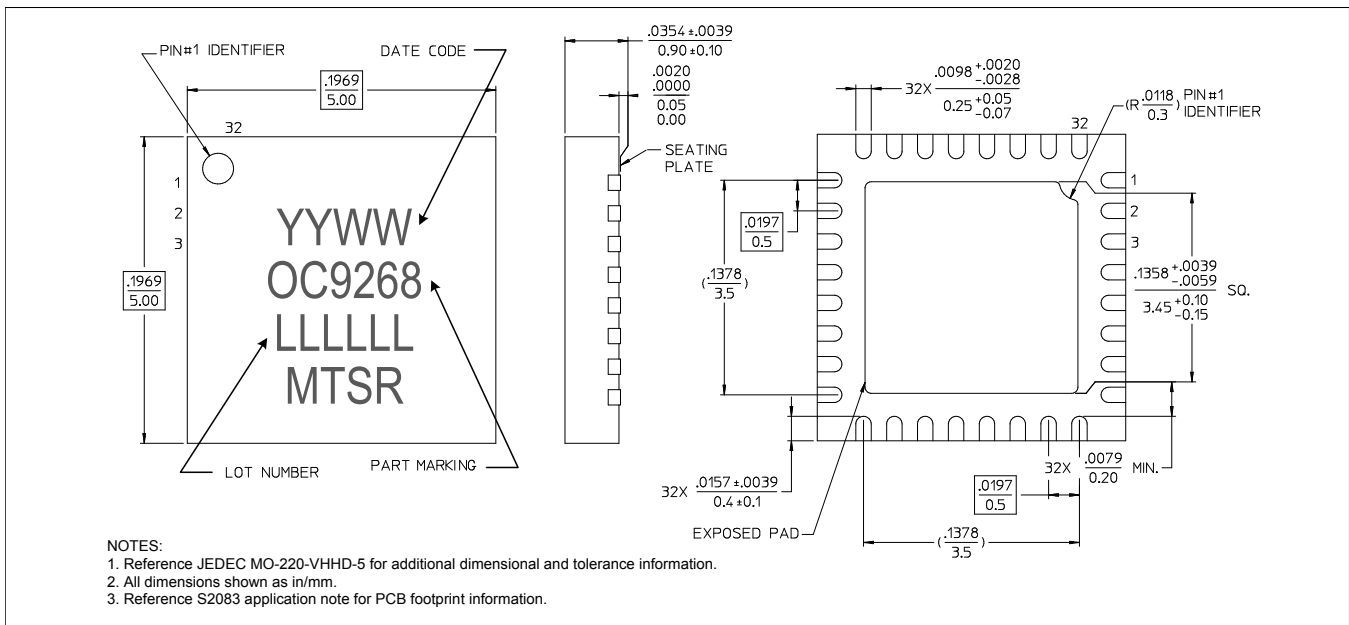 PIN#1 IDENTIFIER
DATE CODE
.1969
5.00
32
1
2
3
.1969
5.00
YYWW
OC9268
LLLLLL
MTSR
LOT NUMBER
PART MARKING
.0354 ±.0039
0.90 ±0.10
.0020
.0000
0.05
0.00
SEATING
PLATE
32X .0098 +.0020 -.0028
0.25 +0.05 -0.07
(R .0118 / 0.3) PIN#1
IDENTIFIER
32
1
2
3
.0197
0.5
(.1378 / 3.5)
.1358 +.0039 -.0059
3.45 +0.10 -0.15
SQ.
32X .0157 ±.0039
0.4 ±0.1
EXPOSED PAD
32X .0079 MIN.
0.20
.0197
0.5
(.1378 / 3.5)
NOTES:
1. Reference JEDEC MO-220-VHHD-5 for additional dimensional and tolerance information.
2. All dimensions shown as in/mm.
3. Reference S2083 application note for PCB footprint information.